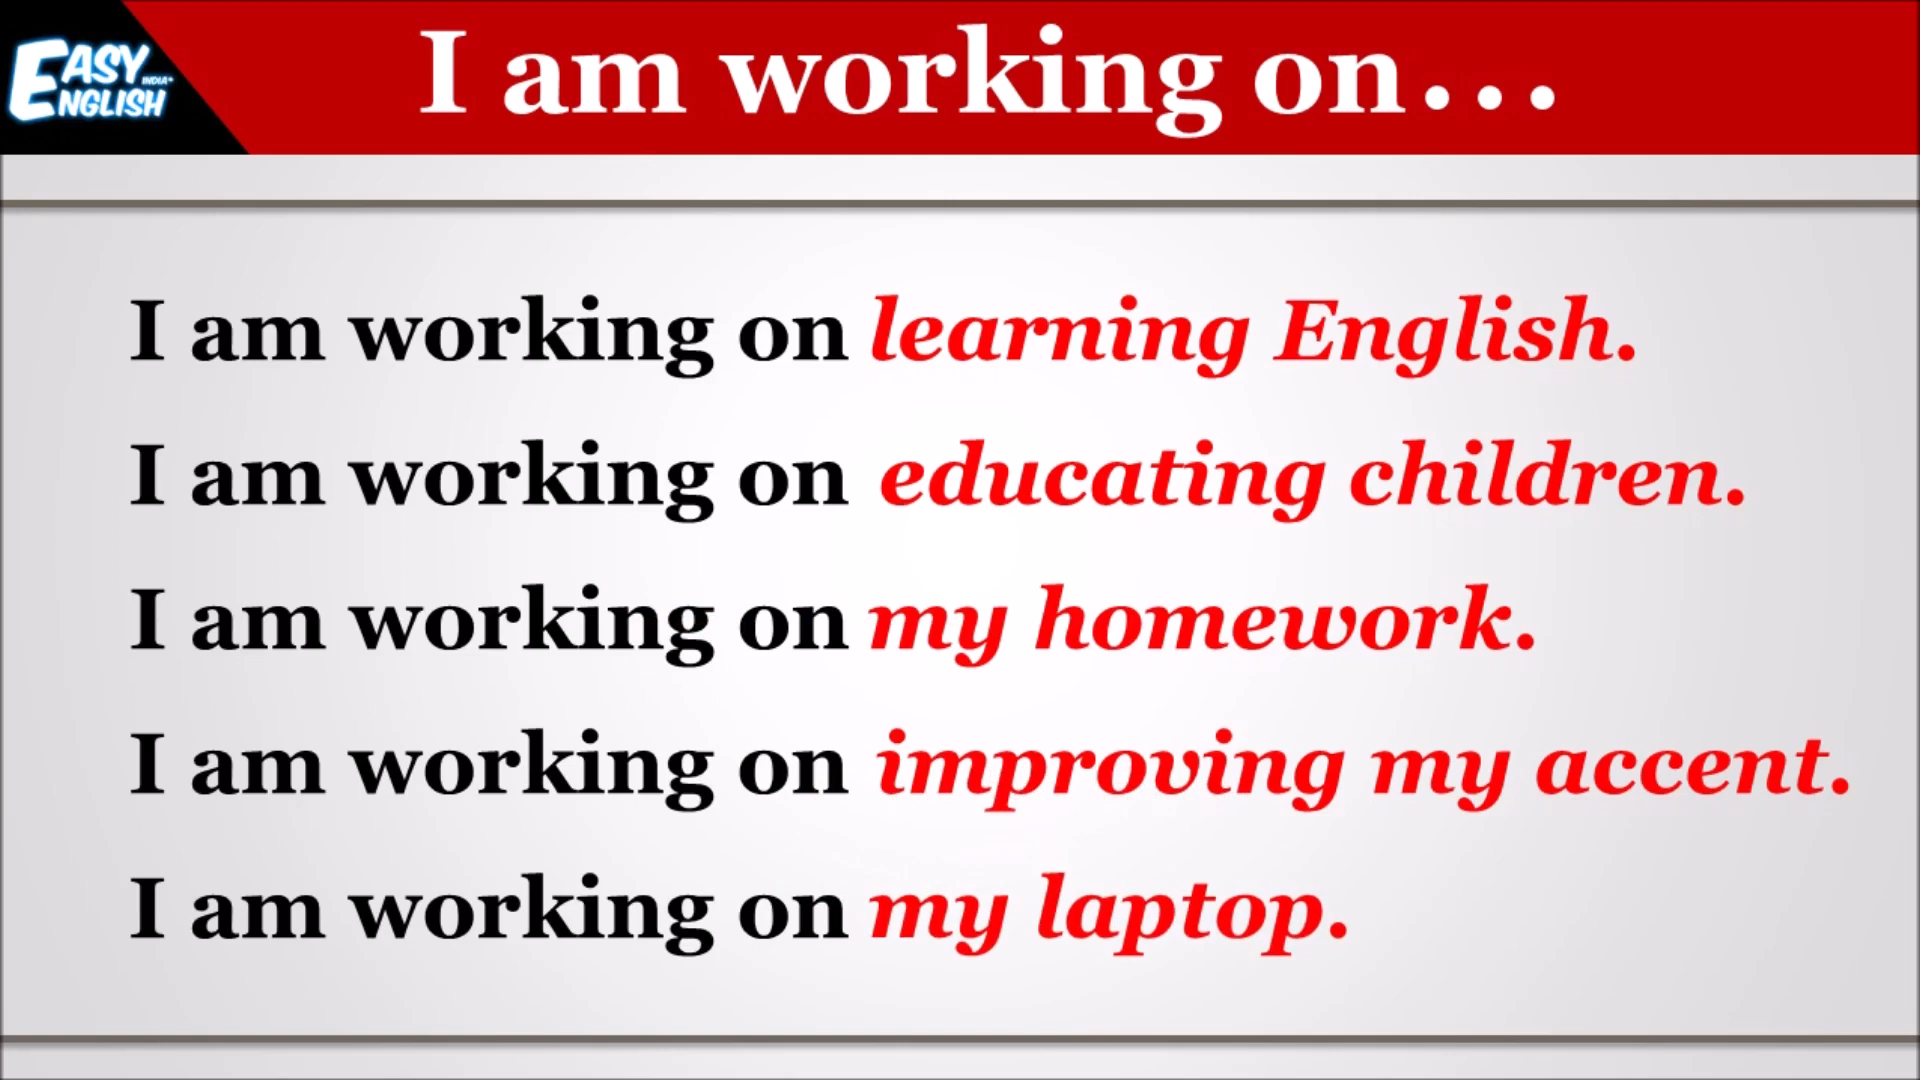 EASY INDIA
ENGLISH
I am working on...
I am working on learning English.
I am working on educating children.
I am working on my homework.
I am working on improving my accent.
I am working on my laptop.